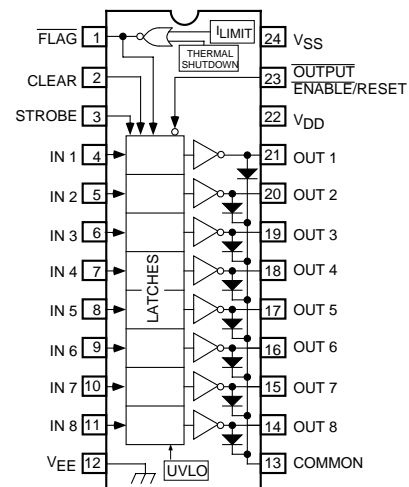 FLAG 1 ILIMIT 24 VSS
THERMAL
SHUTDOWN
CLEAR 2 23 OUTPUT
ENABLE/RESET
STROBE 3 22 VDD
IN 1 4 21 OUT 1
IN 2 5 20 OUT 2
IN 3 6 19 OUT 3
IN 4 7 18 OUT 4
LATCHES
IN 5 8 17 OUT 5
IN 6 9 16 OUT 6
IN 7 10 15 OUT 7
IN 8 11 14 OUT 8
VEE 12 UVLO 13 COMMON